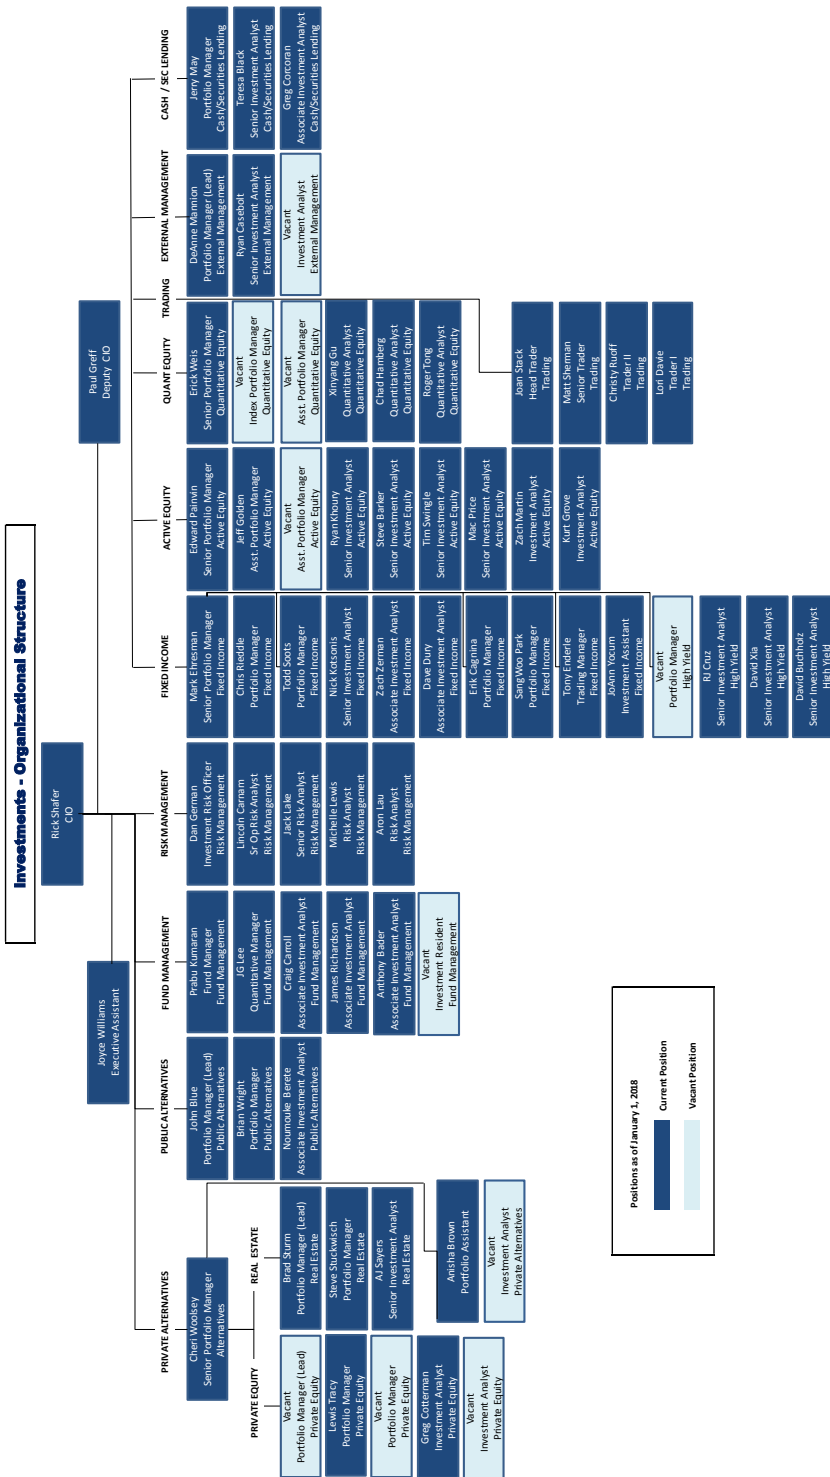 Investments - Organizational Structure
Rick Shafer
CIO
Joyce Williams
Executive Assistant
Paul Greff
Deputy CIO
PRIVATE ALTERNATIVES
Cheri Woolsey
Senior Portfolio Manager
Alternatives
PRIVATE EQUITY
Vacant
Portfolio Manager (Lead)
Private Equity
Lewis Tracy
Portfolio Manager
Private Equity
Vacant
Portfolio Manager
Private Equity
Greg Cotterman
Investment Analyst
Private Equity
Vacant
Investment Analyst
Private Equity
REAL ESTATE
Brad Sturm
Portfolio Manager (Lead)
Real Estate
Steve Stuckwisch
Portfolio Manager
Real Estate
AJ Sayers
Senior Investment Analyst
Real Estate
Anisha Brown
Portfolio Assistant
Vacant
Investment Analyst
Private Alternatives
PUBLIC ALTERNATIVES
John Blue
Portfolio Manager (Lead)
Public Alternatives
Brian Wright
Portfolio Manager
Public Alternatives
Noumouke Berete
Associate Investment Analyst
Public Alternatives
FUND MANAGEMENT
Prabu Kumaran
Fund Manager
Fund Management
JG Lee
Quantitative Manager
Fund Management
Craig Carroll
Associate Investment Analyst
Fund Management
James Richardson
Associate Investment Analyst
Fund Management
Anthony Bader
Associate Investment Analyst
Fund Management
Vacant
Investment Resident
Fund Management
RISK MANAGEMENT
Dan German
Investment Risk Officer
Risk Management
Lincoln Carnam
Sr Op Risk Analyst
Risk Management
Jack Lake
Senior Risk Analyst
Risk Management
Michelle Lewis
Risk Analyst
Risk Management
Aron Lau
Risk Analyst
Risk Management
FIXED INCOME
Mark Ehresman
Senior Portfolio Manager
Fixed Income
Chris Rieddle
Portfolio Manager
Fixed Income
Todd Soots
Portfolio Manager
Fixed Income
Nick Kotsonis
Senior Investment Analyst
Fixed Income
Zach Zerman
Associate Investment Analyst
Fixed Income
Dave Dury
Associate Investment Analyst
Fixed Income
Erik Cagnina
Portfolio Manager
Fixed Income
SangWoo Park
Portfolio Manager
Fixed Income
Tony Enderle
Trading Manager
Fixed Income
JoAnn Yocum
Investment Assistant
Fixed Income
Vacant
Portfolio Manager
High Yield
RJ Cruz
Senior Investment Analyst
High Yield
David Xia
Senior Investment Analyst
High Yield
David Buchholz
Senior Investment Analyst
High Yield
ACTIVE EQUITY
Edward Painvin
Senior Portfolio Manager
Active Equity
Jeff Golden
Asst. Portfolio Manager
Active Equity
Vacant
Asst. Portfolio Manager
Active Equity
Ryan Khoury
Senior Investment Analyst
Active Equity
Steve Barker
Senior Investment Analyst
Active Equity
Tim Swingle
Senior Investment Analyst
Active Equity
Mac Price
Senior Investment Analyst
Active Equity
Zach Martin
Investment Analyst
Active Equity
Kurt Grove
Investment Analyst
Active Equity
QUANT EQUITY
Erick Weis
Senior Portfolio Manager
Quantitative Equity
Vacant
Index Portfolio Manager
Quantitative Equity
Vacant
Asst. Portfolio Manager
Quantitative Equity
Xinyang Gu
Quantitative Analyst
Quantitative Equity
Chad Hamberg
Quantitative Analyst
Quantitative Equity
Roger Tong
Quantitative Analyst
Quantitative Equity
TRADING
Joan Stack
Head Trader
Trading
Matt Sherman
Senior Trader
Trading
Christy Ruoff
Trader II
Trading
Lori Davie
Trader I
Trading
EXTERNAL MANAGEMENT
DeAnne Mannion
Portfolio Manager (Lead)
External Management
Ryan Casebolt
Senior Investment Analyst
External Management
Vacant
Investment Analyst
External Management
CASH / SEC LENDING
Jerry May
Portfolio Manager
Cash/Securities Lending
Teresa Black
Senior Investment Analyst
Cash/Securities Lending
Greg Corcoran
Associate Investment Analyst
Cash/Securities Lending
Positions as of January 1, 2018
Current Position
Vacant Position